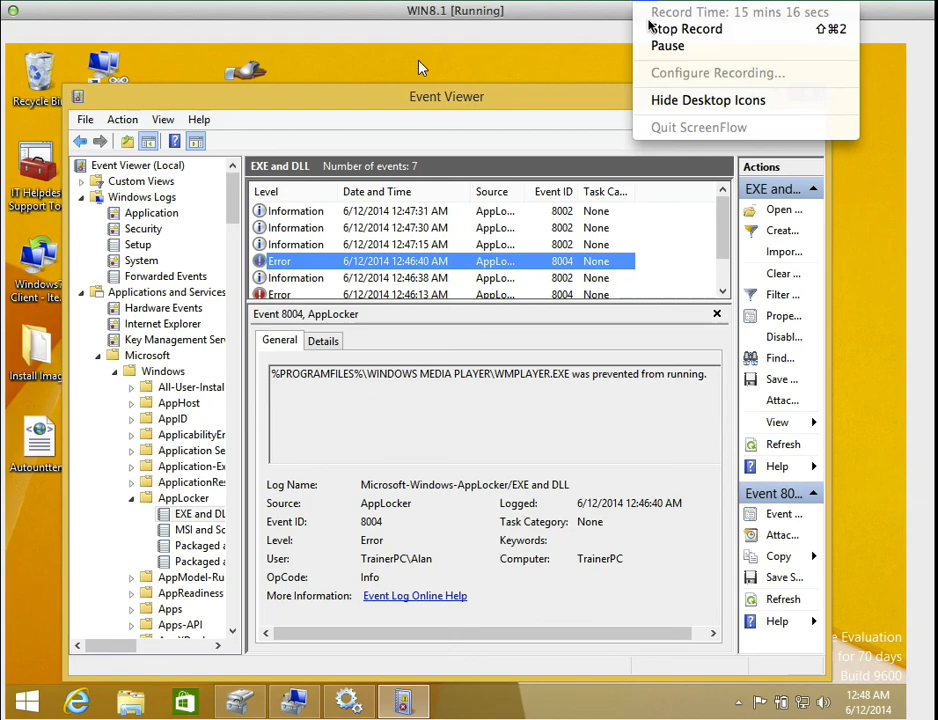 WIN8.1 [Running]
Record Time: 15 mins 16 secs
Stop Record ⇧⌘2
Pause
Configure Recording...
Hide Desktop Icons
Quit ScreenFlow
Recycle Bin
IT Helpdesk
Support To
Windows7
Client - Ite.
Install Imag
Autounatten
Event Viewer
File Action View Help
Event Viewer (Local)
Custom Views
Windows Logs
Application
Security
Setup
System
Forwarded Events
Applications and Services
Hardware Events
Internet Explorer
Key Management Ser
Microsoft
Windows
All-User-Instal
AppHost
AppID
ApplicabilityEr
Application Se
Application-Ex
ApplicationRes
AppLocker
EXE and DL
MSI and Sc
Packaged a
Packaged a
AppModel-Ru
AppReadiness
Apps
Apps-API
EXE and DLL Number of events: 7
Level Date and Time Source Event ID Task Ca...
Information 6/12/2014 12:47:31 AM AppLo... 8002 None
Information 6/12/2014 12:47:30 AM AppLo... 8002 None
Information 6/12/2014 12:47:15 AM AppLo... 8002 None
Error 6/12/2014 12:46:40 AM AppLo... 8004 None
Information 6/12/2014 12:46:38 AM AppLo... 8002 None
Error 6/12/2014 12:46:13 AM AppLo... 8004 None
Event 8004, AppLocker
General Details
%PROGRAMFILES%\WINDOWS MEDIA PLAYER\WMPLAYER.EXE was prevented from running.
Log Name: Microsoft-Windows-AppLocker/EXE and DLL
Source: AppLocker Logged: 6/12/2014 12:46:40 AM
Event ID: 8004 Task Category: None
Level: Error Keywords:
User: TrainerPC\Alan Computer: TrainerPC
OpCode: Info
More Information: Event Log Online Help
Actions
EXE and...
Open ...
Creat...
Impor...
Clear ...
Filter ...
Prope...
Disabl...
Find...
Save ...
Attac...
View
Refresh
Help
Event 80...
Event ...
Attac...
Copy
Save S...
Refresh
Help
e Evaluation
for 70 days
Build 9600
12:48 AM
6/12/2014